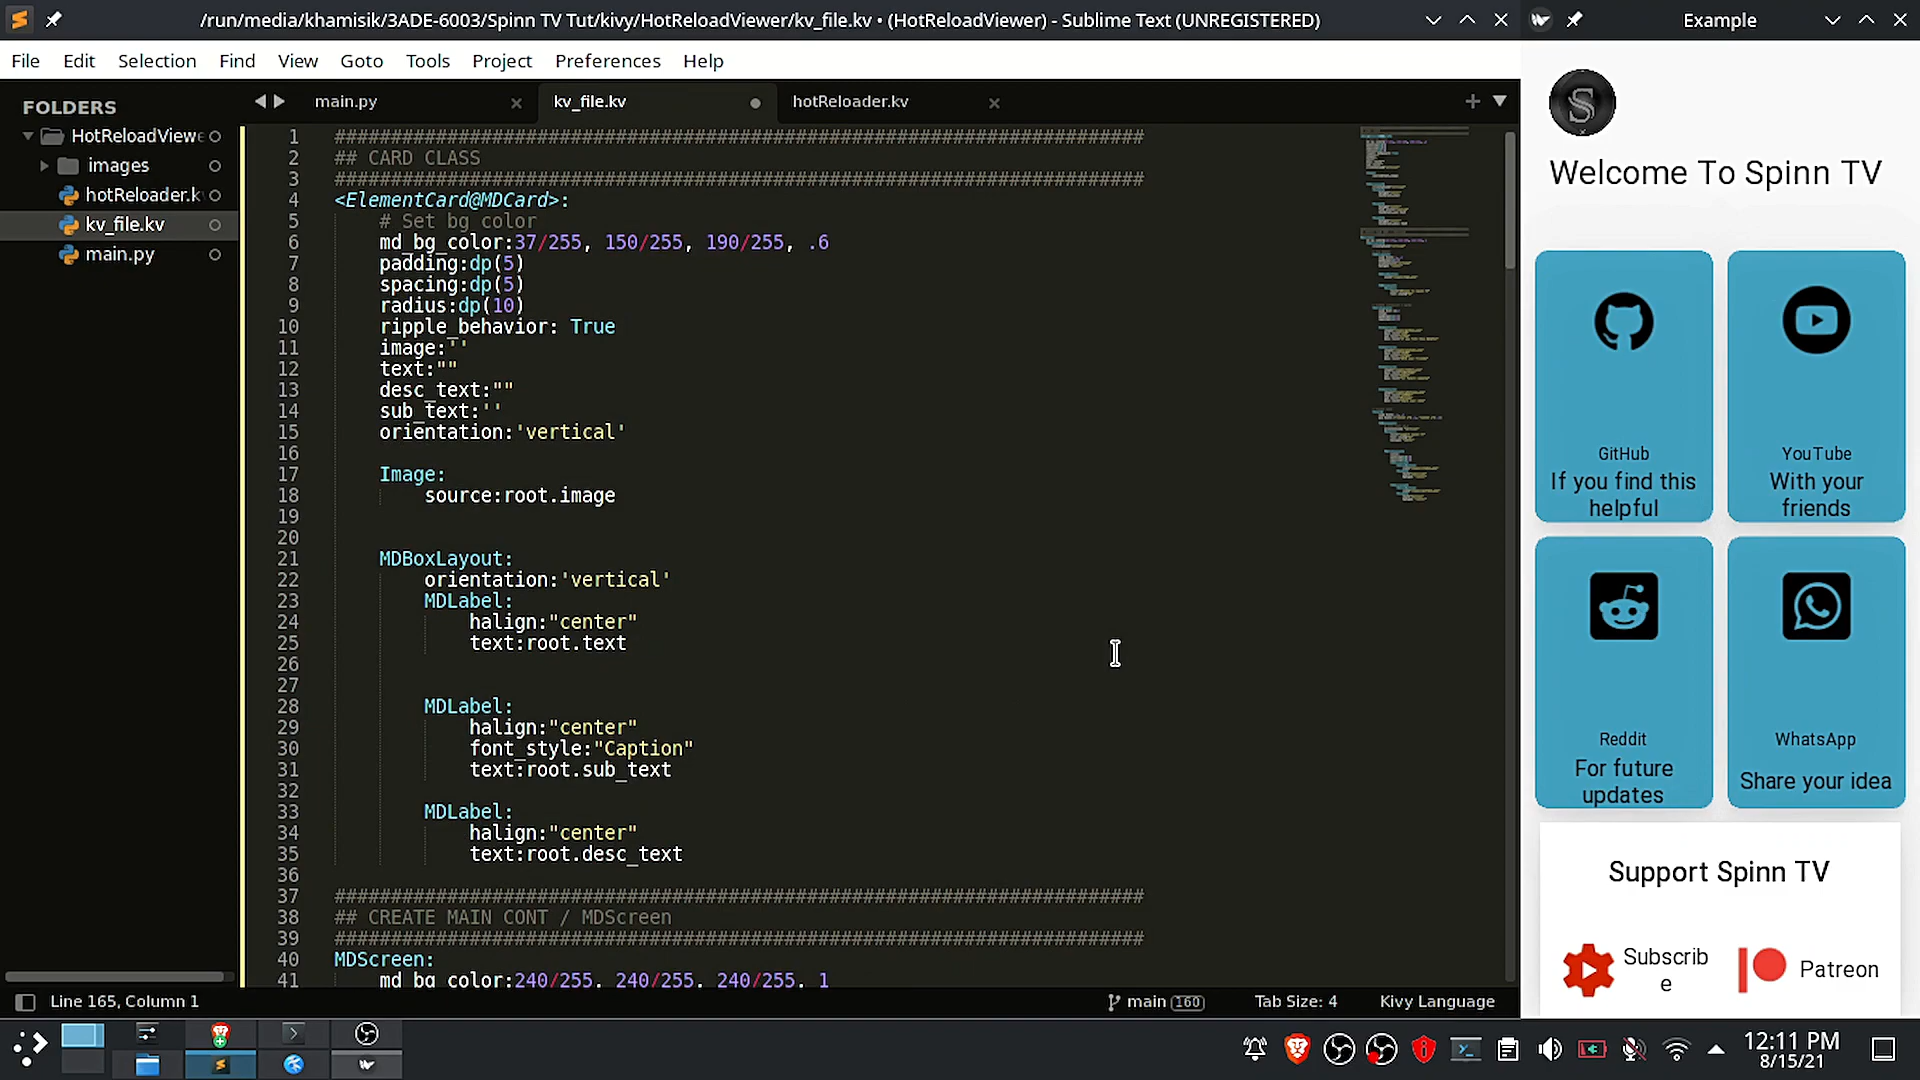 /run/media/khamisik/3ADE-6003/Spinn TV Tut/kivy/HotReloadViewer/kv_file.kv • (HotReloadViewer) - Sublime Text (UNREGISTERED)
Example
File Edit Selection Find View Goto Tools Project Preferences Help
FOLDERS
HotReloadViewe
images
hotReloader.k
kv_file.kv
main.py
main.py
kv_file.kv
hotReloader.kv
1 ########################################################################
2 ## CARD CLASS
3 ########################################################################
4 <ElementCard@MDCard>:
5 # Set bg color
6 md_bg_color:37/255, 150/255, 190/255, .6
7 padding:dp(5)
8 spacing:dp(5)
9 radius:dp(10)
10 ripple_behavior: True
11 image:''
12 text:""
13 desc_text:""
14 sub_text:''
15 orientation:'vertical'
16
17 Image:
18 source:root.image
19
20
21 MDBoxLayout:
22 orientation:'vertical'
23 MDLabel:
24 halign:"center"
25 text:root.text
26
27
28 MDLabel:
29 halign:"center"
30 font_style:"Caption"
31 text:root.sub_text
32
33 MDLabel:
34 halign:"center"
35 text:root.desc_text
36
37 ########################################################################
38 ## CREATE MAIN CONT / MDScreen
39 ########################################################################
40 MDScreen:
41 md_bg_color:240/255, 240/255, 240/255, 1
Line 165, Column 1
main 160
Tab Size: 4
Kivy Language
S
Welcome To Spinn TV
GitHub
If you find this
helpful
YouTube
With your
friends
Reddit
For future
updates
WhatsApp
Share your idea
Support Spinn TV
Subscrib
e
Patreon
12:11 PM
8/15/21